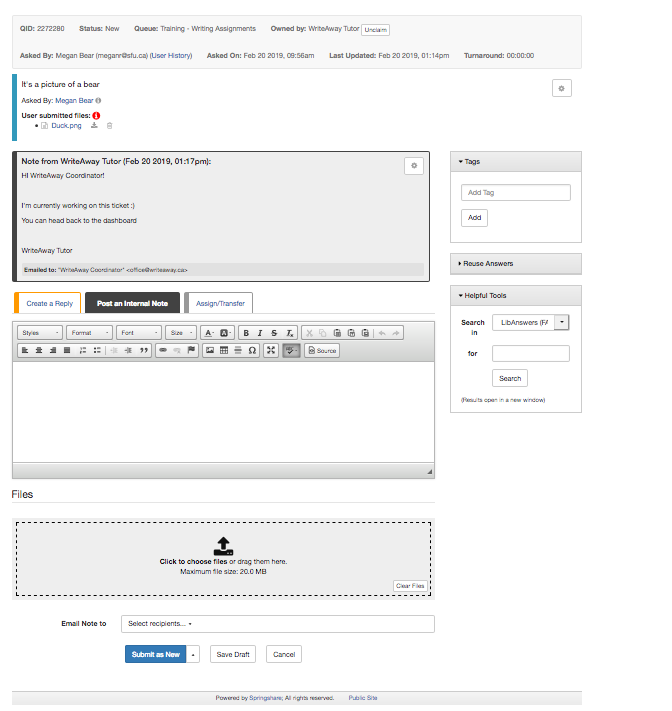 QID: 2272280 Status: New Queue: Training - Writing Assignments Owned by: WriteAway Tutor Unclaim
Asked By: Megan Bear (meganr@sfu.ca) (User History) Asked On: Feb 20 2019, 09:56am Last Updated: Feb 20 2019, 01:14pm Turnaround: 00:00:00
It's a picture of a bear
Asked By: Megan Bear
User submitted files:
Duck.png
Note from WriteAway Tutor (Feb 20 2019, 01:17pm):
HI WriteAway Coordinator!
I'm currently working on this ticket :)
You can head back to the dashboard
WriteAway Tutor
Emailed to: "WriteAway Coordinator" <office@writeaway.ca>
Tags
Add Tag
Add
Reuse Answers
Helpful Tools
Search in LibAnswers (FA
for
Search
(Results open in a new window)
Create a Reply Post an Internal Note Assign/Transfer
Styles Format Font Size
Source
Files
Click to choose files or drag them here.
Maximum file size: 20.0 MB
Clear Files
Email Note to Select recipients...
Submit as New Save Draft Cancel
Powered by Springshare; All rights reserved. Public Site